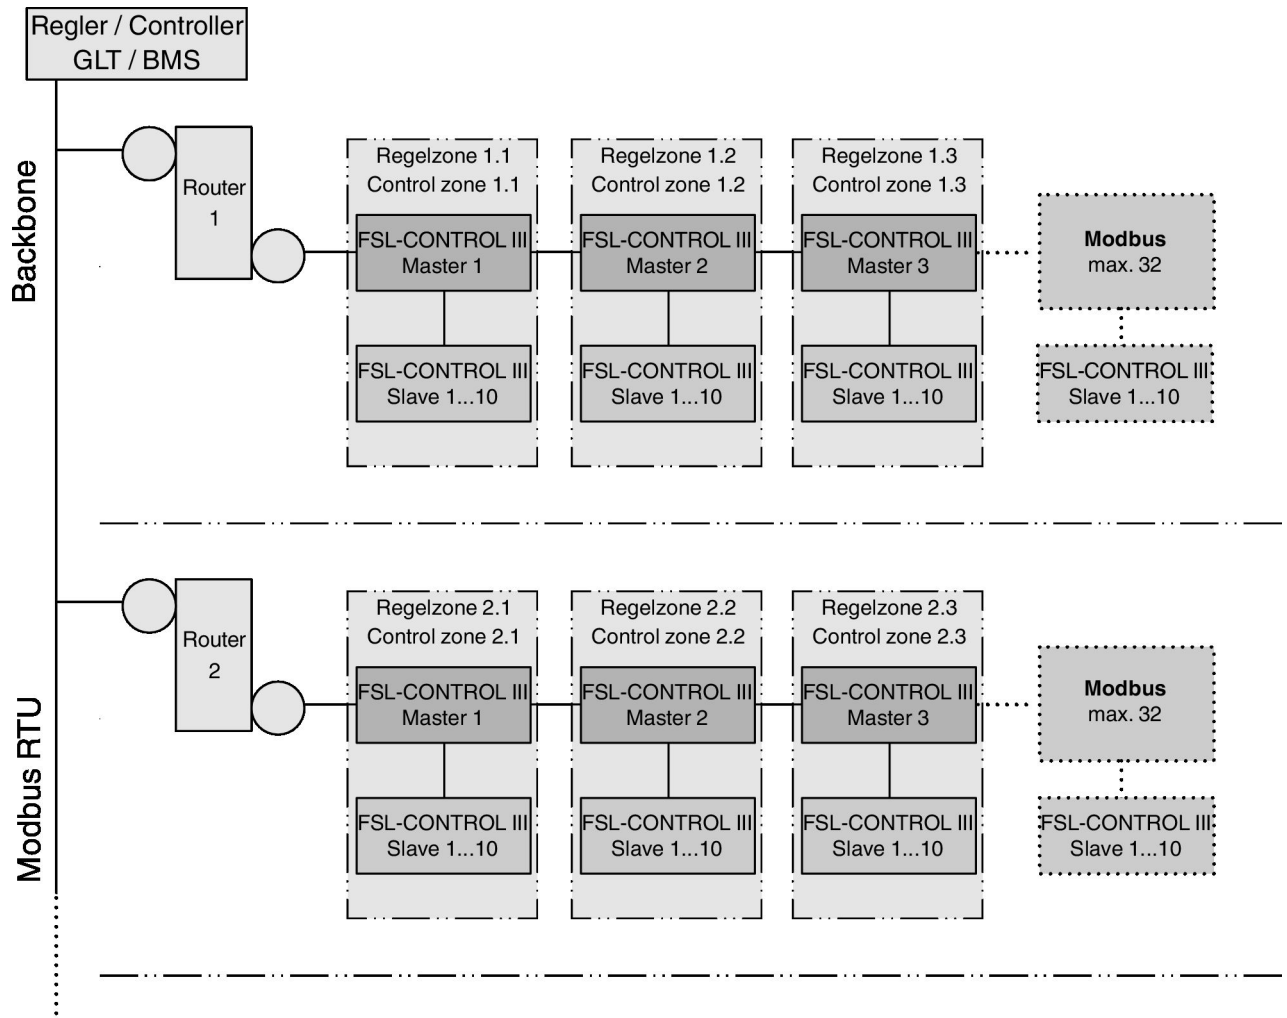 Regler / Controller
GLT / BMS
Backbone
Router
1
Regelzone 1.1
Control zone 1.1
FSL-CONTROL III
Master 1
FSL-CONTROL III
Slave 1...10
Regelzone 1.2
Control zone 1.2
FSL-CONTROL III
Master 2
FSL-CONTROL III
Slave 1...10
Regelzone 1.3
Control zone 1.3
FSL-CONTROL III
Master 3
FSL-CONTROL III
Slave 1...10
Modbus
max. 32
FSL-CONTROL III
Slave 1...10
Modbus RTU
Router
2
Regelzone 2.1
Control zone 2.1
FSL-CONTROL III
Master 1
FSL-CONTROL III
Slave 1...10
Regelzone 2.2
Control zone 2.2
FSL-CONTROL III
Master 2
FSL-CONTROL III
Slave 1...10
Regelzone 2.3
Control zone 2.3
FSL-CONTROL III
Master 3
FSL-CONTROL III
Slave 1...10
Modbus
max. 32
FSL-CONTROL III
Slave 1...10